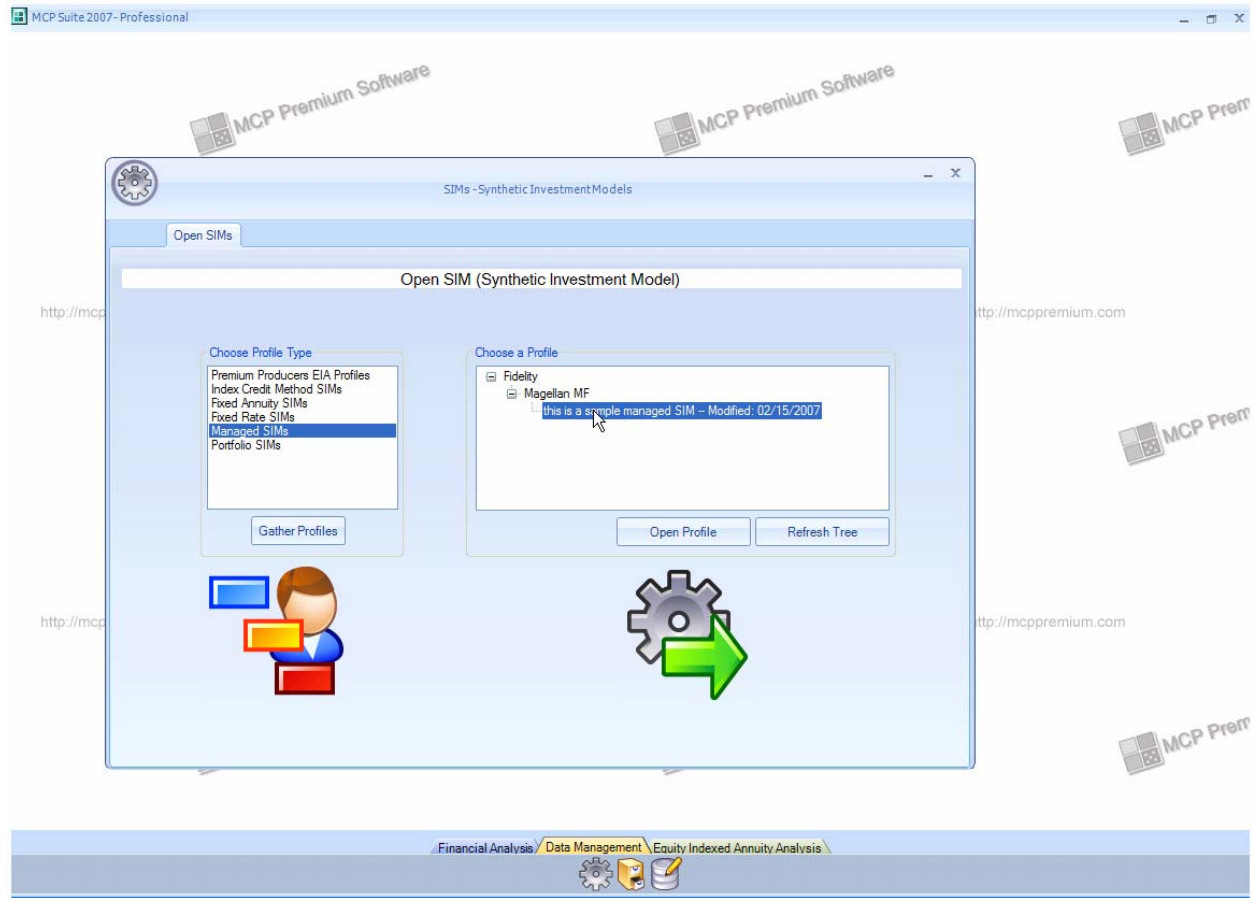 MCP Suite 2007 - Professional
MCP Premium Software
MCP Premium Software
MCP Prem
SIMs - Synthetic Investment Models
Open SIMs
Open SIM (Synthetic Investment Model)
http://mcp
ttp://mcppremium.com
Choose Profile Type
Premium Producers EIA Profiles
Index Credit Method SIMs
Fixed Annuity SIMs
Fixed Rate SIMs
Managed SIMs
Portfolio SIMs
Gather Profiles
Choose a Profile
Fidelity
Magellan MF
this is a sample managed SIM -- Modified: 02/15/2007
Open Profile
Refresh Tree
MCP Prem
http://mcp
ttp://mcppremium.com
MCP Prem
Financial Analysis
Data Management
Equity Indexed Annuity Analysis